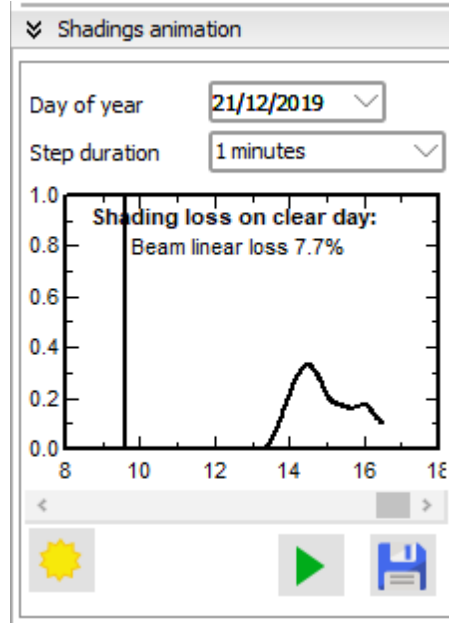 Shadings animation
Day of year 21/12/2019
Step duration 1 minutes
1.0
Shading loss on clear day:
0.8
Beam linear loss 7.7%
0.6
0.4
0.2
0.0
8 10 12 14 16 18